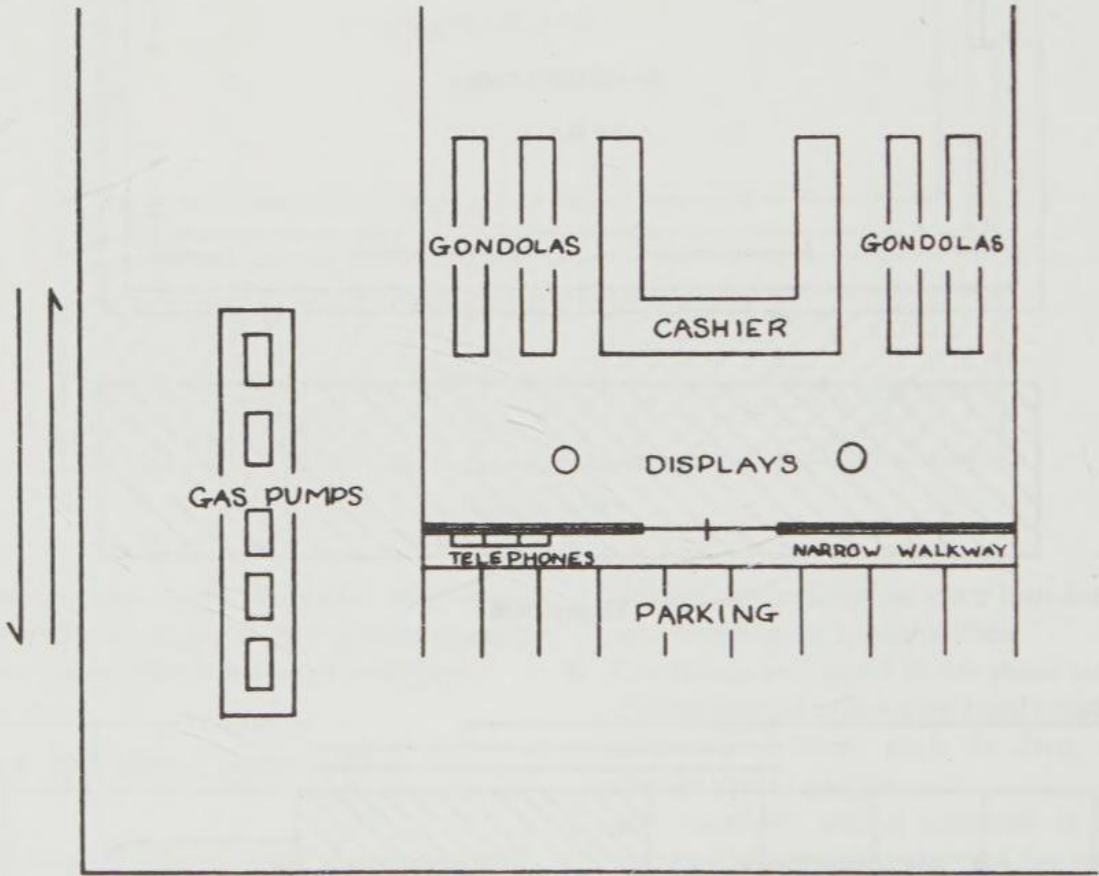 GONDOLAS
GONDOLAS
CASHIER
DISPLAYS
GAS PUMPS
TELEPHONES
NARROW WALKWAY
PARKING